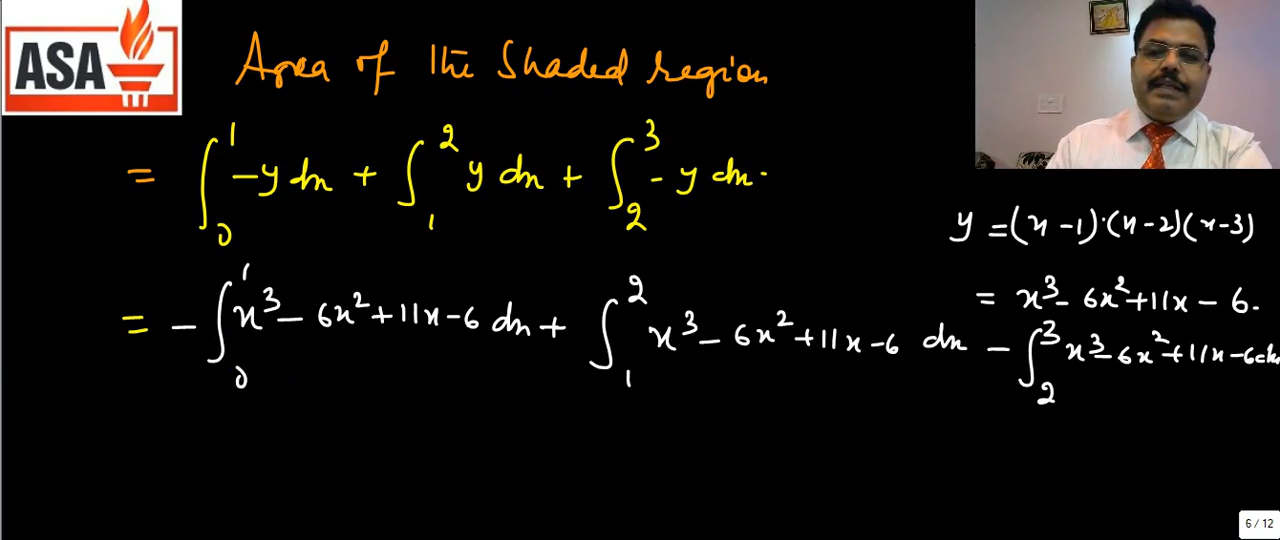 ASA
Area of the Shaded region
= ∫₀¹ -y dx + ∫₁² y dx + ∫₂³ -y dx.
y = (x-1)·(x-2)(x-3)
= x³ - 6x² + 11x - 6.
= - ∫₀¹ x³ - 6x² + 11x - 6 dx + ∫₁² x³ - 6x² + 11x - 6 dx - ∫₂³ x³ - 6x² + 11x - 6 dx
6 / 12